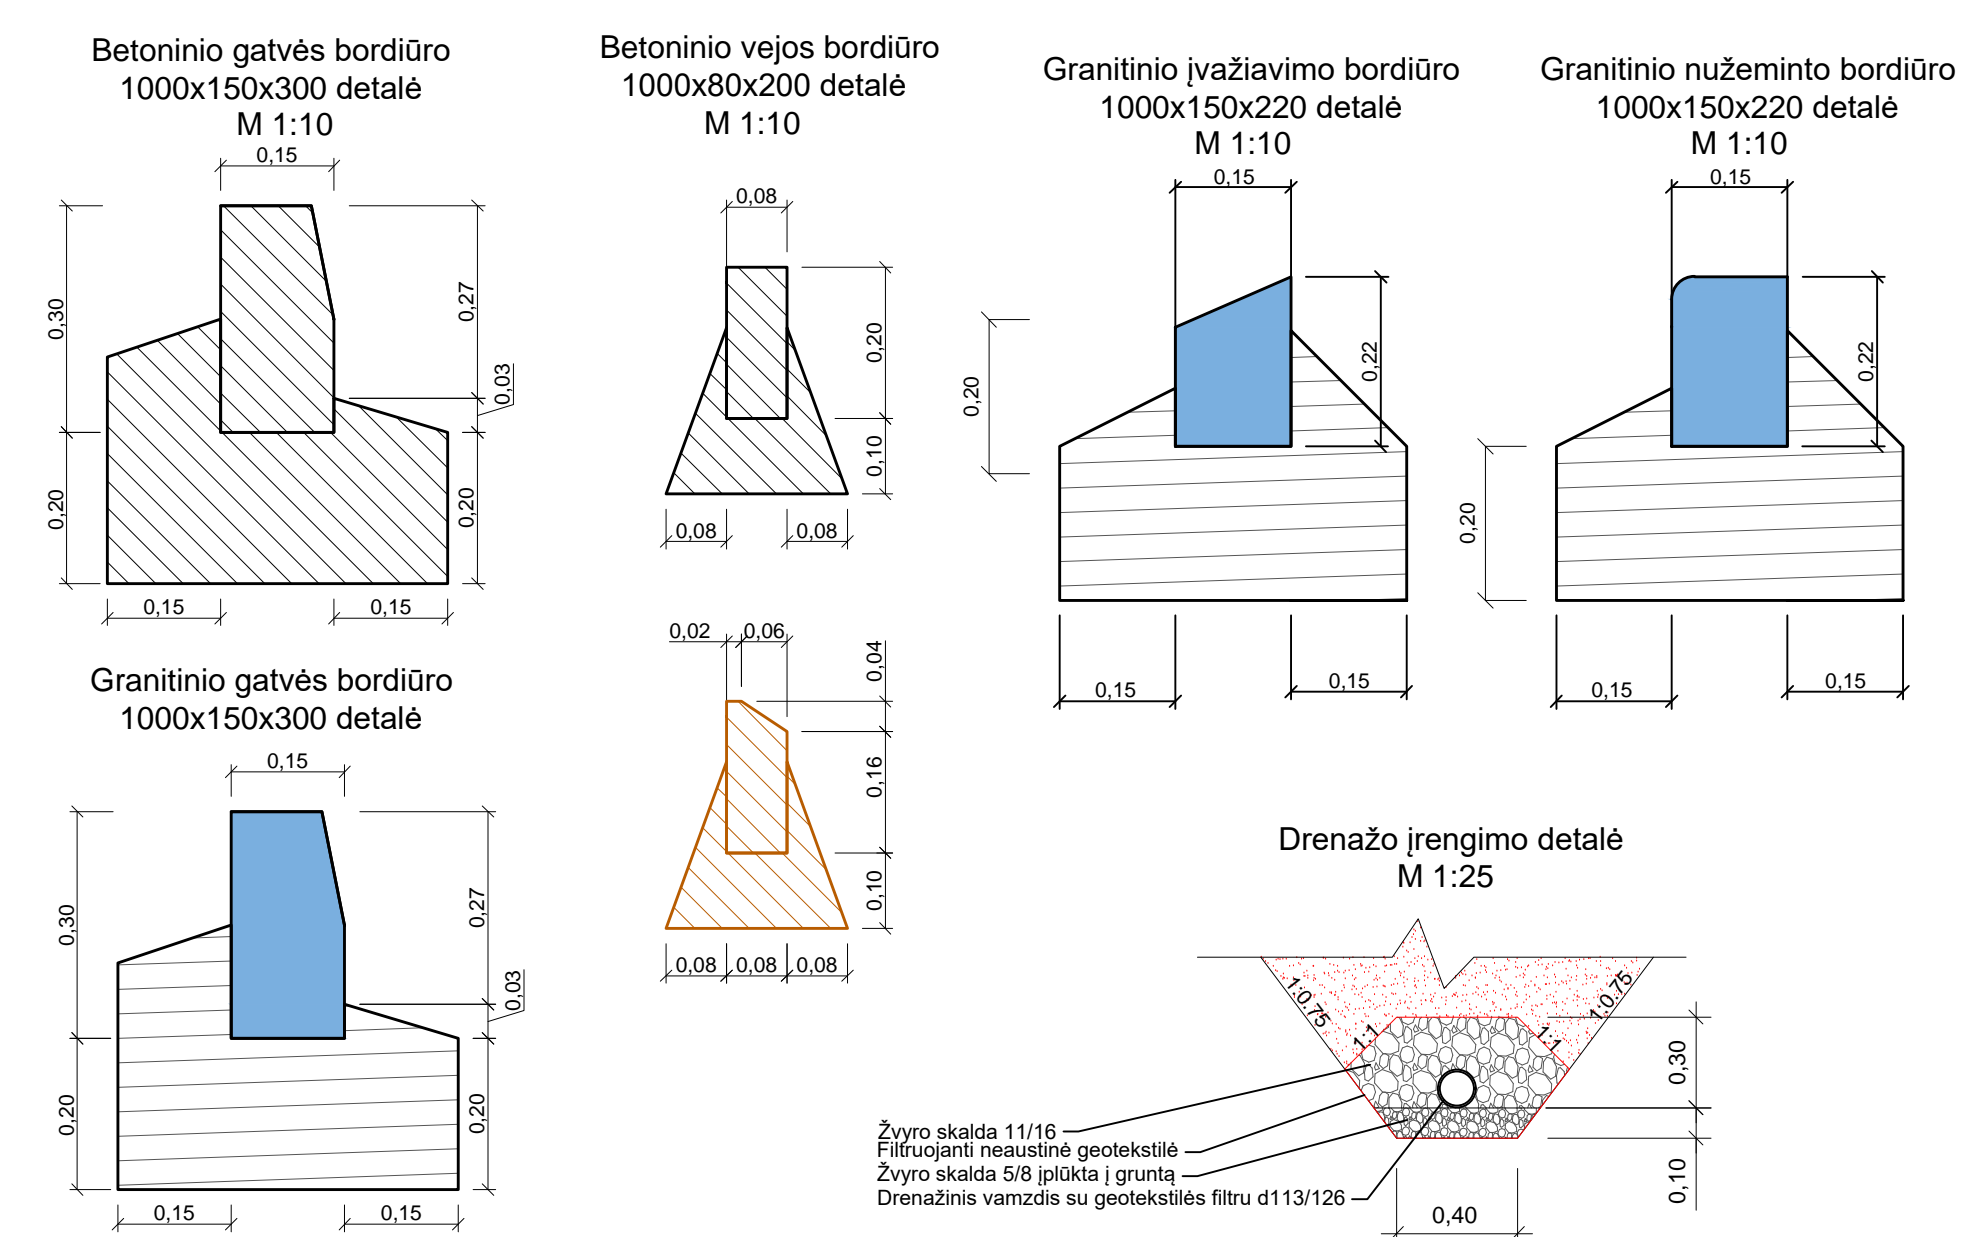 Betoninio gatvės bordiūro
1000x150x300 detalė
M 1:10
0,15
0,30
0,27
0,03
0,20
0,20
0,15
0,15
Betoninio vejos bordiūro
1000x80x200 detalė
M 1:10
0,08
0,20
0,10
0,08
0,08
Granitinio įvažiavimo bordiūro
1000x150x220 detalė
M 1:10
0,15
0,20
0,22
0,15
0,15
Granitinio nužeminto bordiūro
1000x150x220 detalė
M 1:10
0,15
0,22
0,20
0,15
0,15
Granitinio gatvės bordiūro
1000x150x300 detalė
0,15
0,30
0,27
0,03
0,20
0,20
0,15
0,15
0,02
0,06
0,04
0,16
0,10
0,08
0,08
0,08
Drenažo įrengimo detalė
M 1:25
1:0.75
1:0.75
1:1
1:1
0,30
0,10
0,40
Žvyro skalda 11/16
Filtruojanti neaustinė geotekstilė
Žvyro skalda 5/8 įplūkta į gruntą
Drenažinis vamzdis su geotekstilės filtru d113/126